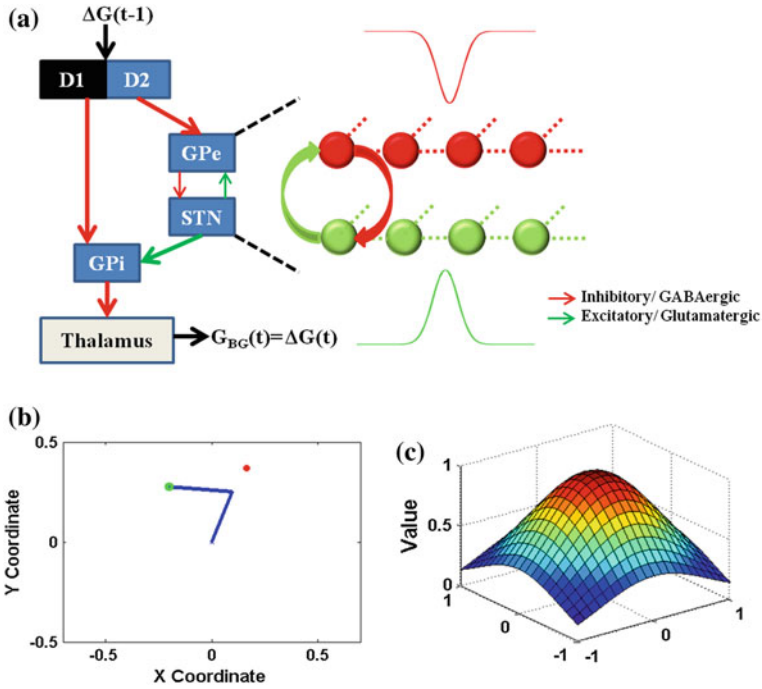 (a)
ΔG(t-1)
D1 D2
GPe
STN
GPi
Thalamus
G_BG(t)=ΔG(t)
Inhibitory/ GABAergic
Excitatory/ Glutamatergic
(b)
0.5
0
-0.5
-0.5 0 0.5
Y Coordinate
X Coordinate
(c)
1
0.5
0
Value
1
0
-1
-1
0
1